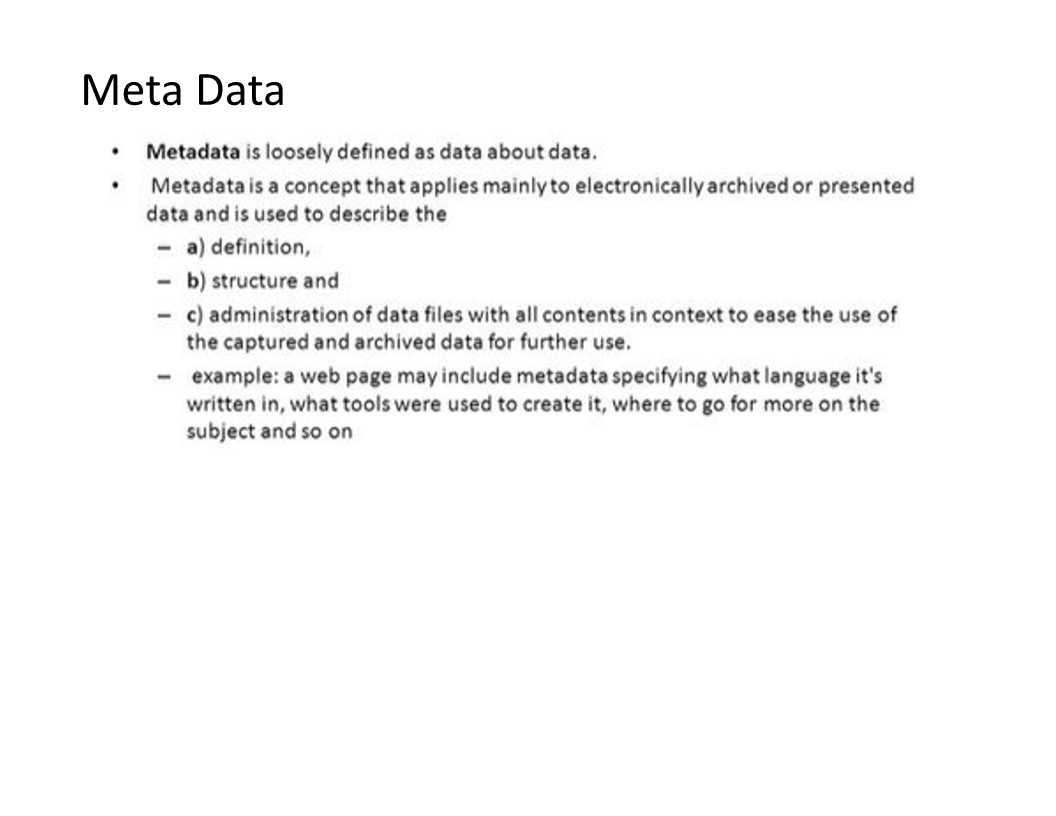 Meta Data
• Metadata is loosely defined as data about data.
• Metadata is a concept that applies mainly to electronically archived or presented
data and is used to describe the
– a) definition,
– b) structure and
– c) administration of data files with all contents in context to ease the use of
the captured and archived data for further use.
– example: a web page may include metadata specifying what language it's
written in, what tools were used to create it, where to go for more on the
subject and so on